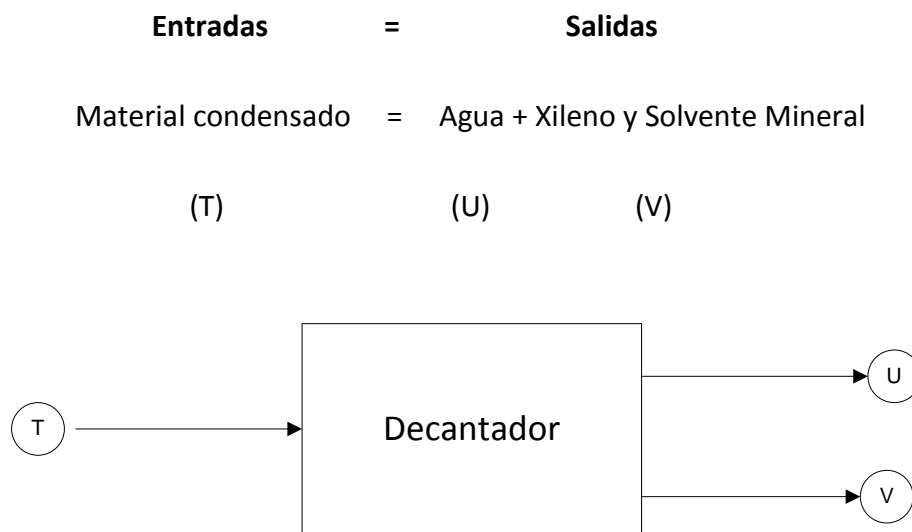 Entradas = Salidas
Material condensado = Agua + Xileno y Solvente Mineral
(T) (U) (V)
U
T
Decantador
V